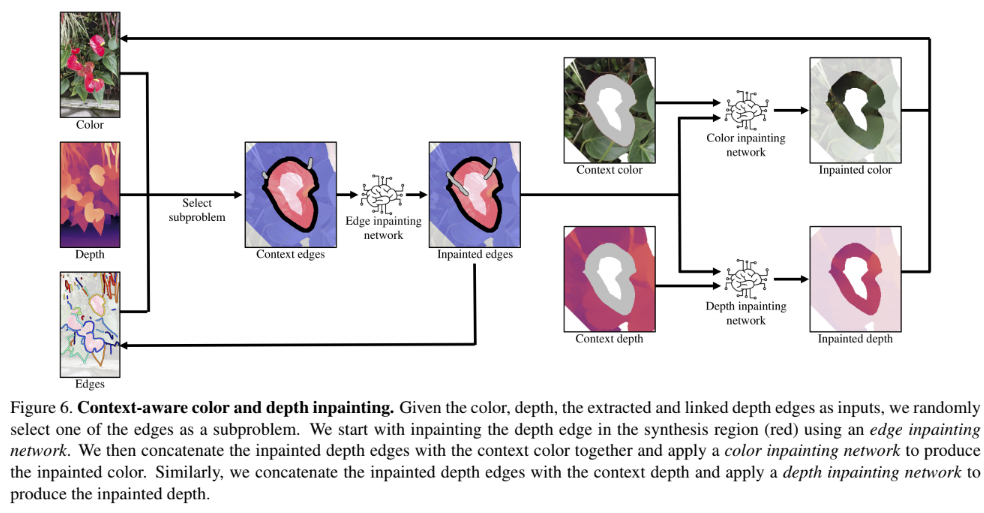 Color
Depth
Edges
Select
subproblem
Context edges
Edge inpainting
network
Inpainted edges
Context color
Color inpainting
network
Inpainted color
Context depth
Depth inpainting
network
Inpainted depth
Figure 6. Context-aware color and depth inpainting. Given the color, depth, the extracted and linked depth edges as inputs, we randomly
select one of the edges as a subproblem. We start with inpainting the depth edge in the synthesis region (red) using an edge inpainting
network. We then concatenate the inpainted depth edges with the context color together and apply a color inpainting network to produce
the inpainted color. Similarly, we concatenate the inpainted depth edges with the context depth and apply a depth inpainting network to
produce the inpainted depth.